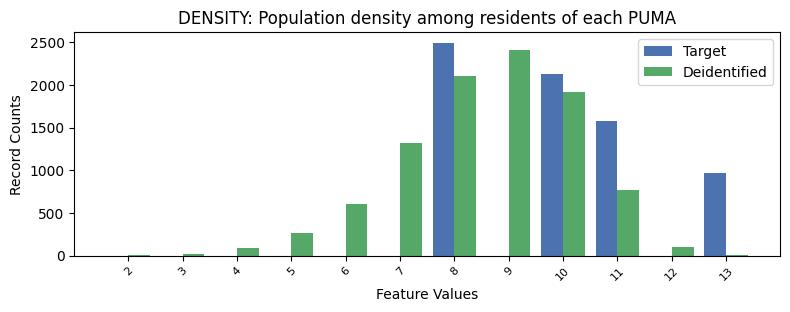 DENSITY: Population density among residents of each PUMA
Target
Deidentified
Record Counts
2500
2000
1500
1000
500
0
2 3 4 5 6 7 8 9 10 11 12 13
Feature Values